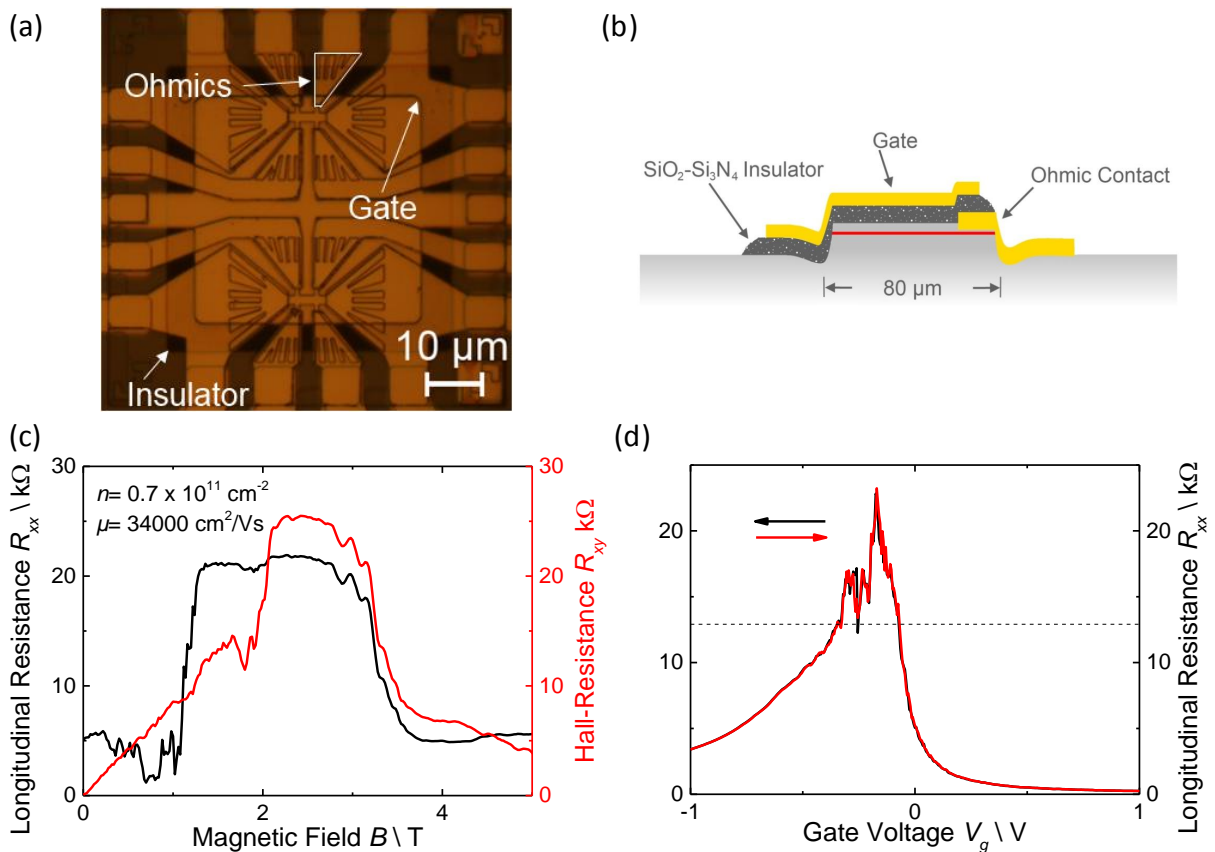 (a)
Ohmics
Gate
10 µm
Insulator
(b)
Gate
SiO2-Si3N4 Insulator
Ohmic Contact
80 µm
(c)
n= 0.7 x 10^11 cm^-2
µ= 34000 cm^2/Vs
Longitudinal Resistance Rxx \ kΩ
30
20
10
0
30
20
10
0
Hall-Resistance Rxy kΩ
0
2
4
Magnetic Field B \ T
(d)
20
10
0
20
10
0
Longitudinal Resistance Rxx \ kΩ
-1
0
1
Gate Voltage Vg \ V